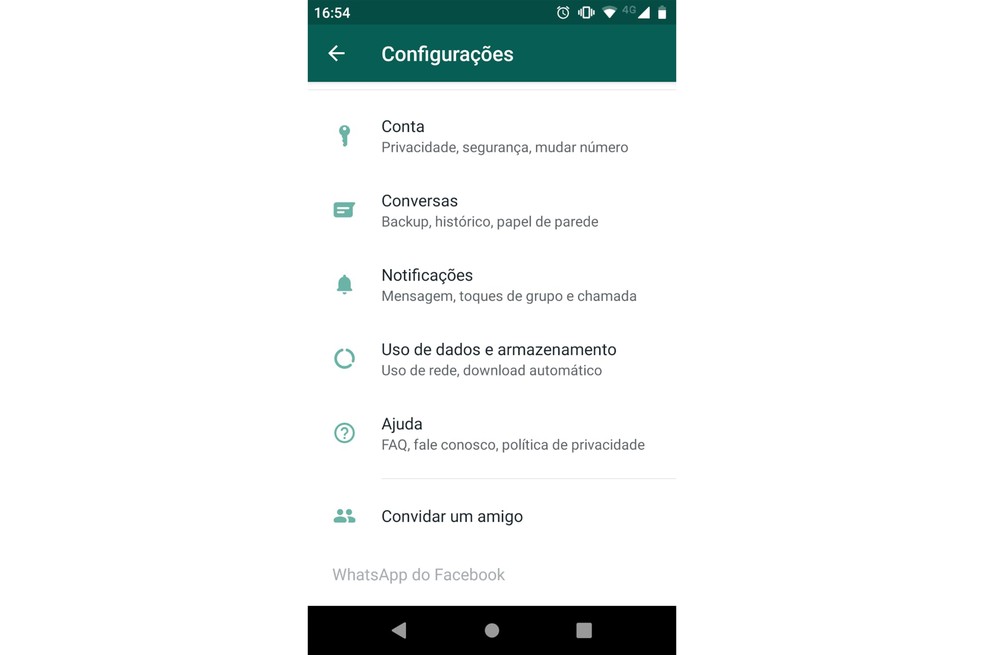 16:54
4G
Configurações
Conta
Privacidade, segurança, mudar número
Conversas
Backup, histórico, papel de parede
Notificações
Mensagem, toques de grupo e chamada
Uso de dados e armazenamento
Uso de rede, download automático
Ajuda
FAQ, fale conosco, política de privacidade
Convidar um amigo
WhatsApp do Facebook